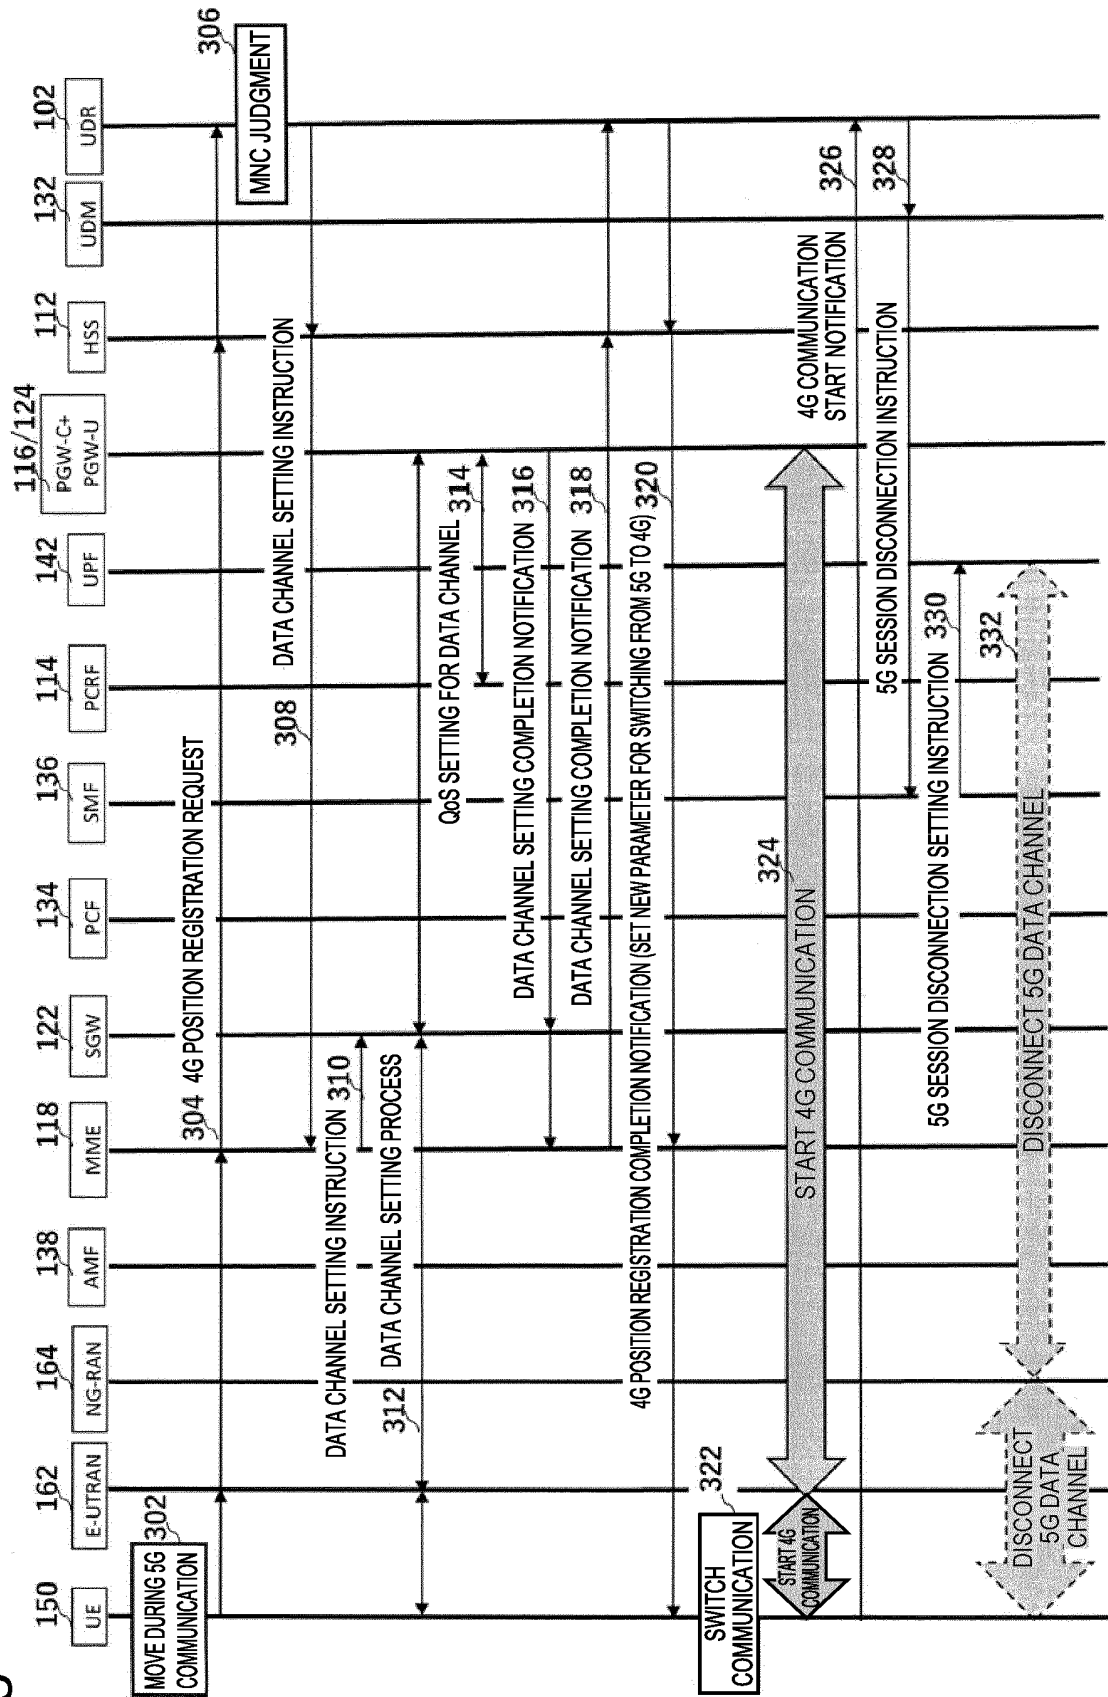 150
UE
162
E-UTRAN
164
NG-RAN
138
AMF
118
MME
122
SGW
134
PCF
136
SMF
114
PCRF
142
UPF
116/124
PGW-C+
PGW-U
112
HSS
132
UDM
102
UDR
MOVE DURING 5G
COMMUNICATION
302
304
4G POSITION REGISTRATION REQUEST
306
MNC JUDGMENT
308
DATA CHANNEL SETTING INSTRUCTION
DATA CHANNEL SETTING INSTRUCTION
310
312
DATA CHANNEL SETTING PROCESS
QoS SETTING FOR DATA CHANNEL
314
DATA CHANNEL SETTING COMPLETION NOTIFICATION
316
DATA CHANNEL SETTING COMPLETION NOTIFICATION
318
4G POSITION REGISTRATION COMPLETION NOTIFICATION (SET NEW PARAMETER FOR SWITCHING FROM 5G TO 4G)
320
SWITCH
COMMUNICATION
322
START 4G
COMMUNICATION
START 4G COMMUNICATION
324
4G COMMUNICATION
START NOTIFICATION
326
5G SESSION DISCONNECTION INSTRUCTION
328
5G SESSION DISCONNECTION SETTING INSTRUCTION
330
DISCONNECT
5G DATA
CHANNEL
DISCONNECT 5G DATA CHANNEL
332